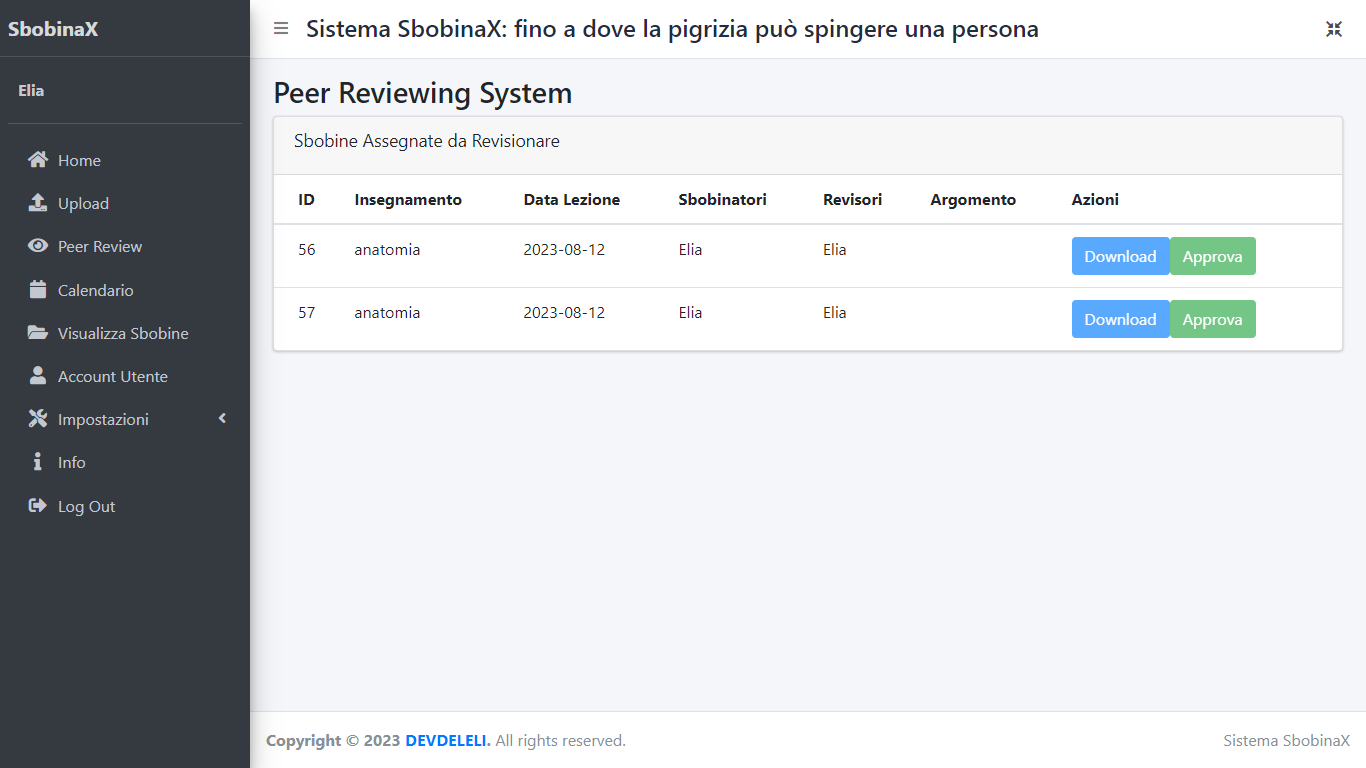 SbobinaX
Sistema SbobinaX: fino a dove la pigrizia può spingere una persona
Elia
Home
Upload
Peer Review
Calendario
Visualizza Sbobine
Account Utente
Impostazioni
Info
Log Out
Peer Reviewing System
Sbobine Assegnate da Revisionare
ID Insegnamento Data Lezione Sbobinatori Revisori Argomento Azioni
56 anatomia 2023-08-12 Elia Elia Download Approva
57 anatomia 2023-08-12 Elia Elia Download Approva
Copyright © 2023 DEVDELELI. All rights reserved. Sistema SbobinaX